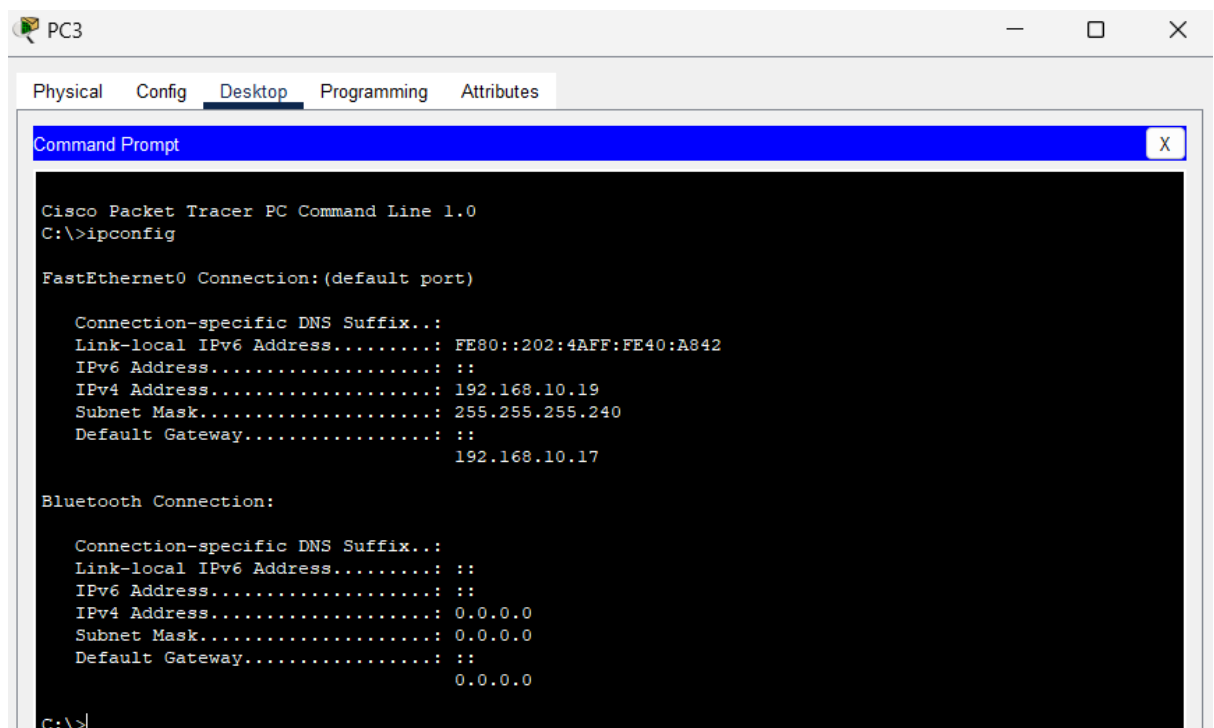 PC3
Physical Config Desktop Programming Attributes
Command Prompt
X
Cisco Packet Tracer PC Command Line 1.0
C:\>ipconfig
FastEthernet0 Connection:(default port)
Connection-specific DNS Suffix..:
Link-local IPv6 Address.........: FE80::202:4AFF:FE40:A842
IPv6 Address....................: ::
IPv4 Address....................: 192.168.10.19
Subnet Mask.....................: 255.255.255.240
Default Gateway.................: ::
192.168.10.17
Bluetooth Connection:
Connection-specific DNS Suffix..:
Link-local IPv6 Address.........: ::
IPv6 Address....................: ::
IPv4 Address....................: 0.0.0.0
Subnet Mask.....................: 0.0.0.0
Default Gateway.................: ::
0.0.0.0
C:\>